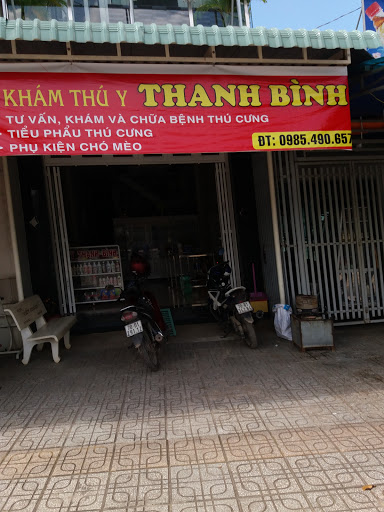 KHÁM THÚ Y THANH BÌNH
- TƯ VẤN, KHÁM VÀ CHỮA BỆNH THÚ CƯNG
- TIỂU PHẨU THÚ CƯNG
- PHỤ KIỆN CHÓ MÈO
ĐT: 0985.490.657